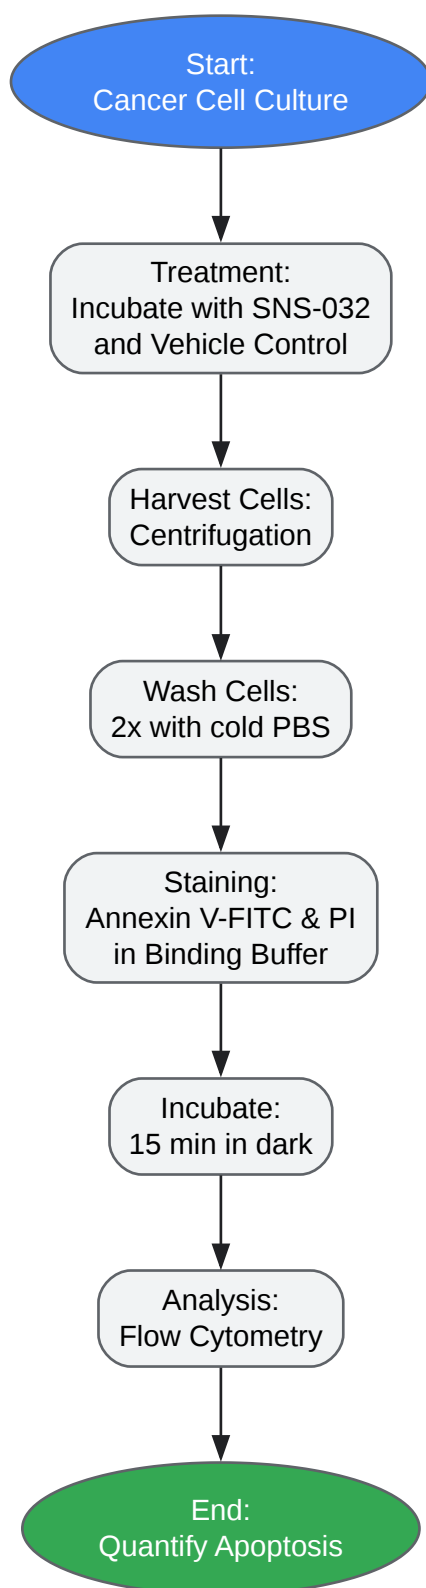 Start:
Cancer Cell Culture
Treatment:
Incubate with SNS-032
and Vehicle Control
Harvest Cells:
Centrifugation
Wash Cells:
2x with cold PBS
Staining:
Annexin V-FITC & PI
in Binding Buffer
Incubate:
15 min in dark
Analysis:
Flow Cytometry
End:
Quantify Apoptosis